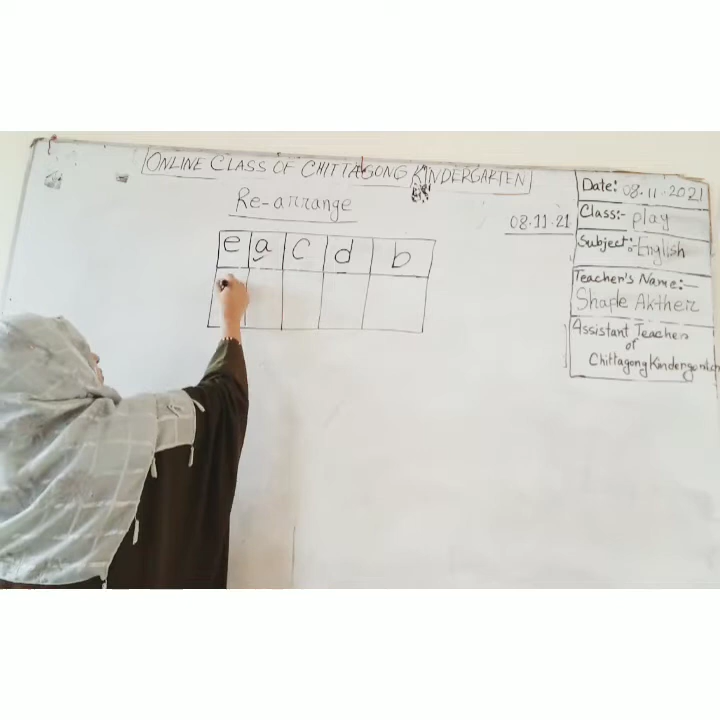 ONLINE CLASS OF CHITTAGONG KINDERGARTEN
Re-arrange
08.11.21
e a c d b
Date: 08.11.2021
Class:- play
Subject:- English
Teacher's Name:-
Shaple Akther
Assistant Teacher
of
Chittagong Kindergarten